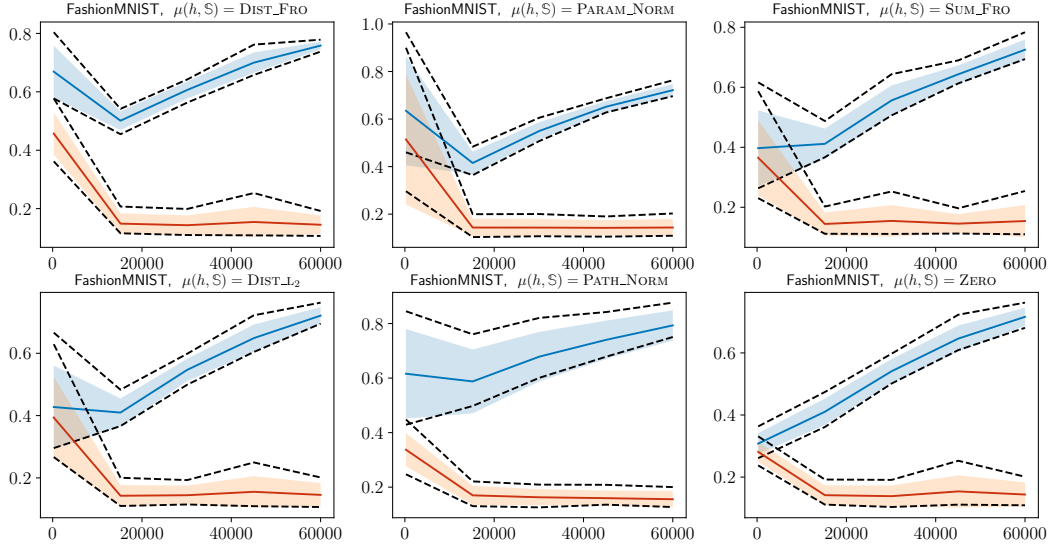 FashionMNIST, μ(h, 𝕊) = DIST_FRO
FashionMNIST, μ(h, 𝕊) = PARAM_NORM
FashionMNIST, μ(h, 𝕊) = SUM_FRO
0.8
0.6
0.4
0.2
0 20000 40000 60000
1.0
0.8
0.6
0.4
0.2
0 20000 40000 60000
0.8
0.6
0.4
0.2
0 20000 40000 60000
FashionMNIST, μ(h, 𝕊) = DIST_L₂
FashionMNIST, μ(h, 𝕊) = PATH_NORM
FashionMNIST, μ(h, 𝕊) = ZERO
0.6
0.4
0.2
0 20000 40000 60000
0.8
0.6
0.4
0.2
0 20000 40000 60000
0.6
0.4
0.2
0 20000 40000 60000